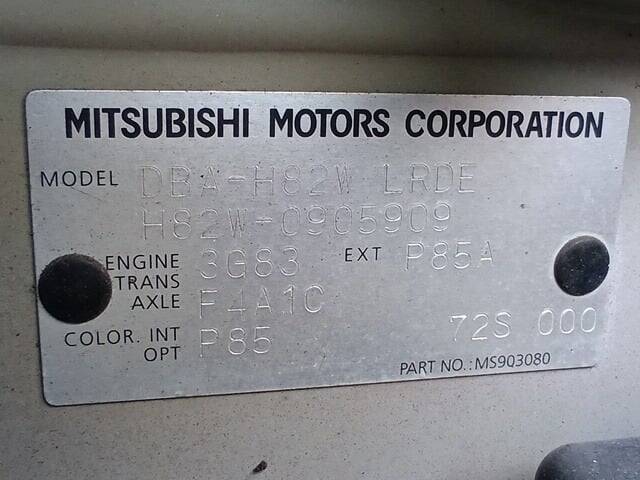 MITSUBISHI MOTORS CORPORATION
MODEL DBA-H82W LRDE
H82W-0905909
ENGINE 3G83 EXT P85A
TRANS
AXLE F4A1C
COLOR. INT P85 72S 000
OPT
PART NO.: MS903080